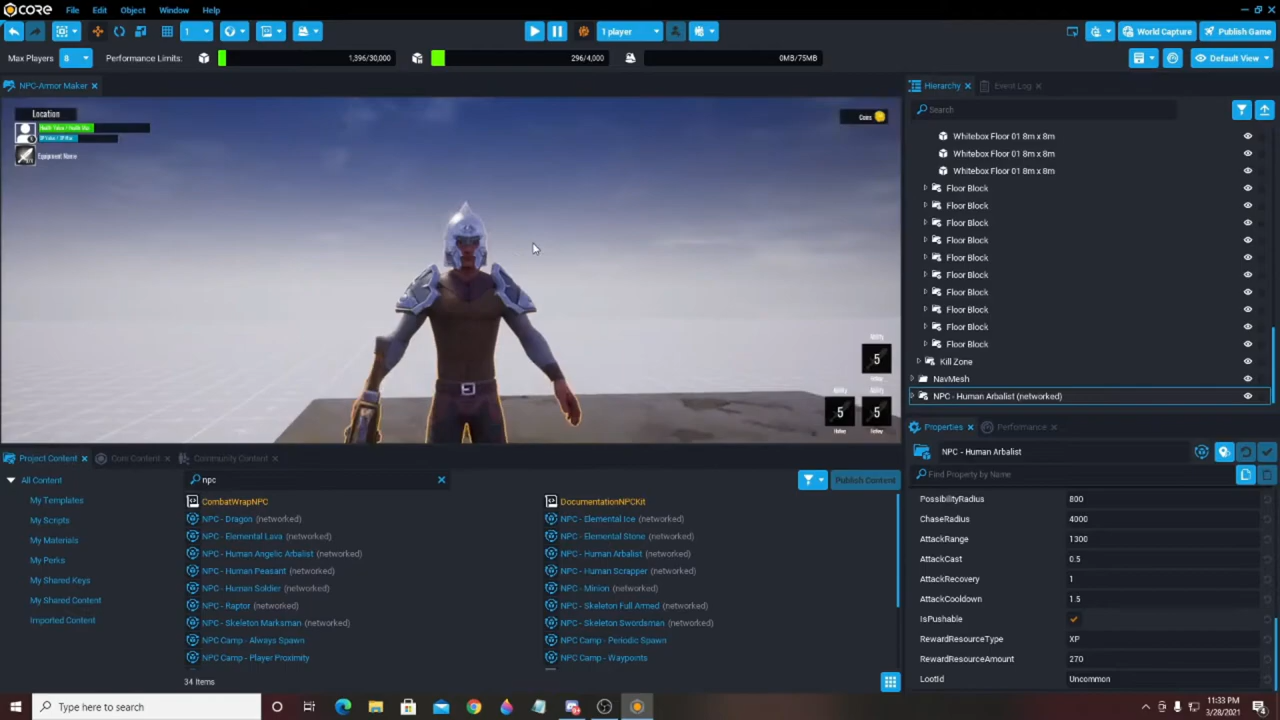 CORE File Edit Object Window Help
1 1 player World Capture Publish Game
Max Players 8 Performance Limits: 1,396/30,000 296/4,000 0MB/75MB Default View
NPC-Armor Maker
Location
Equipment Name
Coins
Ability
5
Ability Ability
5 5
Project Content Core Content Community Content
npc
Publish Content
All Content
My Templates
My Scripts
My Materials
My Perks
My Shared Keys
My Shared Content
Imported Content
CombatWrapNPC
NPC - Dragon (networked)
NPC - Elemental Lava (networked)
NPC - Human Angelic Arbalist (networked)
NPC - Human Peasant (networked)
NPC - Human Soldier (networked)
NPC - Raptor (networked)
NPC - Skeleton Marksman (networked)
NPC Camp - Always Spawn
NPC Camp - Player Proximity
DocumentationNPCKit
NPC - Elemental Ice (networked)
NPC - Elemental Stone (networked)
NPC - Human Arbalist (networked)
NPC - Human Scrapper (networked)
NPC - Minion (networked)
NPC - Skeleton Full Armed (networked)
NPC - Skeleton Swordsman (networked)
NPC Camp - Periodic Spawn
NPC Camp - Waypoints
34 Items
Hierarchy Event Log
Search
Whitebox Floor 01 8m x 8m
Whitebox Floor 01 8m x 8m
Whitebox Floor 01 8m x 8m
Floor Block
Floor Block
Floor Block
Floor Block
Floor Block
Floor Block
Floor Block
Floor Block
Floor Block
Floor Block
Kill Zone
NavMesh
NPC - Human Arbalist (networked)
Properties Performance
NPC - Human Arbalist
Find Property by Name
PossibilityRadius 800
ChaseRadius 4000
AttackRange 1300
AttackCast 0.5
AttackRecovery 1
AttackCooldown 1.5
IsPushable
RewardResourceType XP
RewardResourceAmount 270
LootId Uncommon
Type here to search
11:33 PM
3/28/2021
4